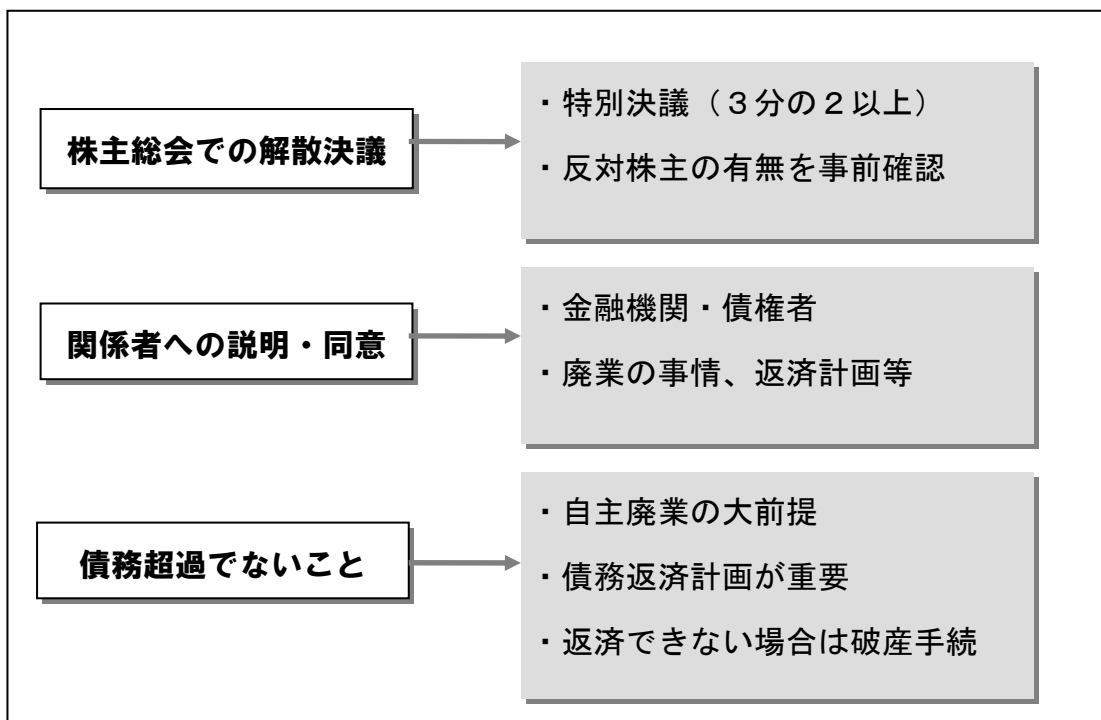 株主総会での解散決議
・特別決議（３分の２以上）
・反対株主の有無を事前確認
関係者への説明・同意
・金融機関・債権者
・廃業の事情、返済計画等
債務超過でないこと
・自主廃業の大前提
・債務返済計画が重要
・返済できない場合は破産手続